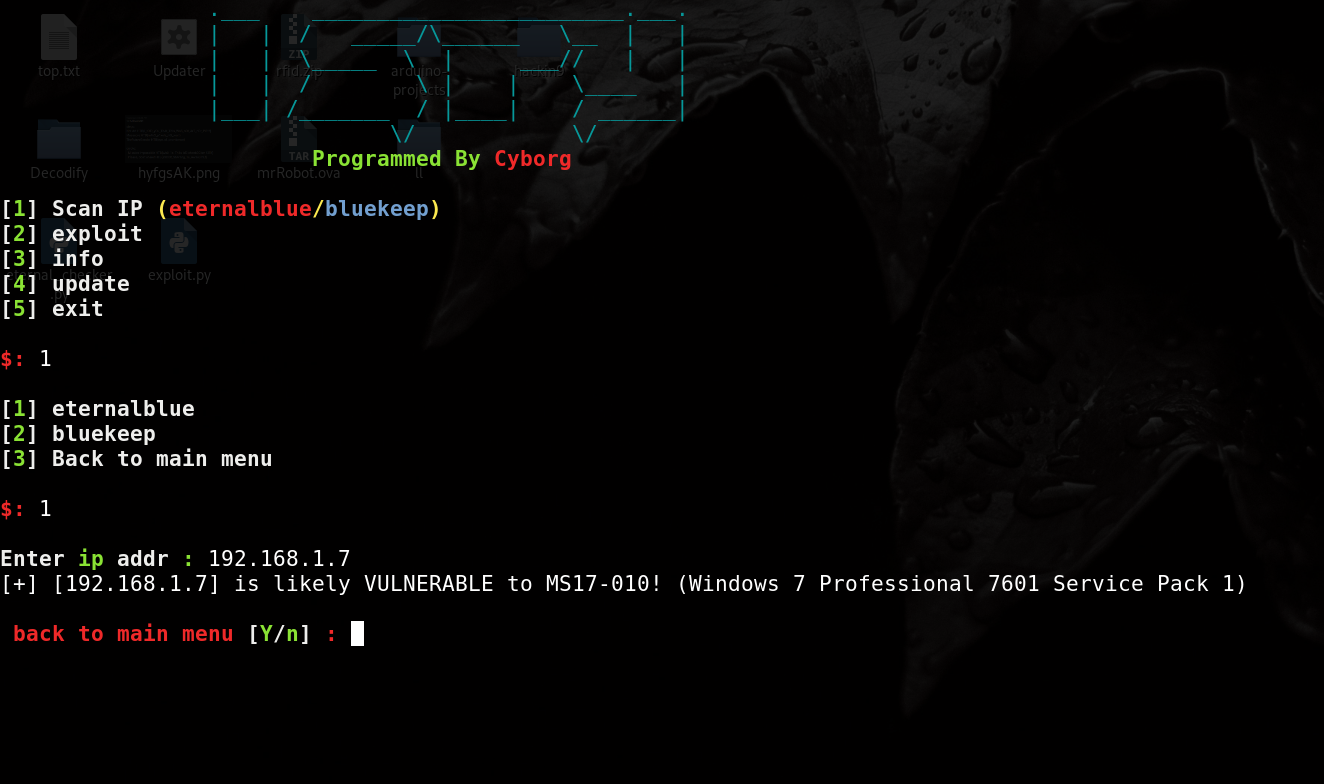 top.txt
Updater
ZIP
rfid.zip
arduino-projects
Decodify
hyfgsAK.png
TAR
mrRobot.ova
ll
Programmed By Cyborg
[1] Scan IP (eternalblue/bluekeep)
[2] exploit
[3] info
[4] update
[5] exit
exploit.py
$: 1
[1] eternalblue
[2] bluekeep
[3] Back to main menu
$: 1
Enter ip addr : 192.168.1.7
[+] [192.168.1.7] is likely VULNERABLE to MS17-010! (Windows 7 Professional 7601 Service Pack 1)
back to main menu [Y/n] :